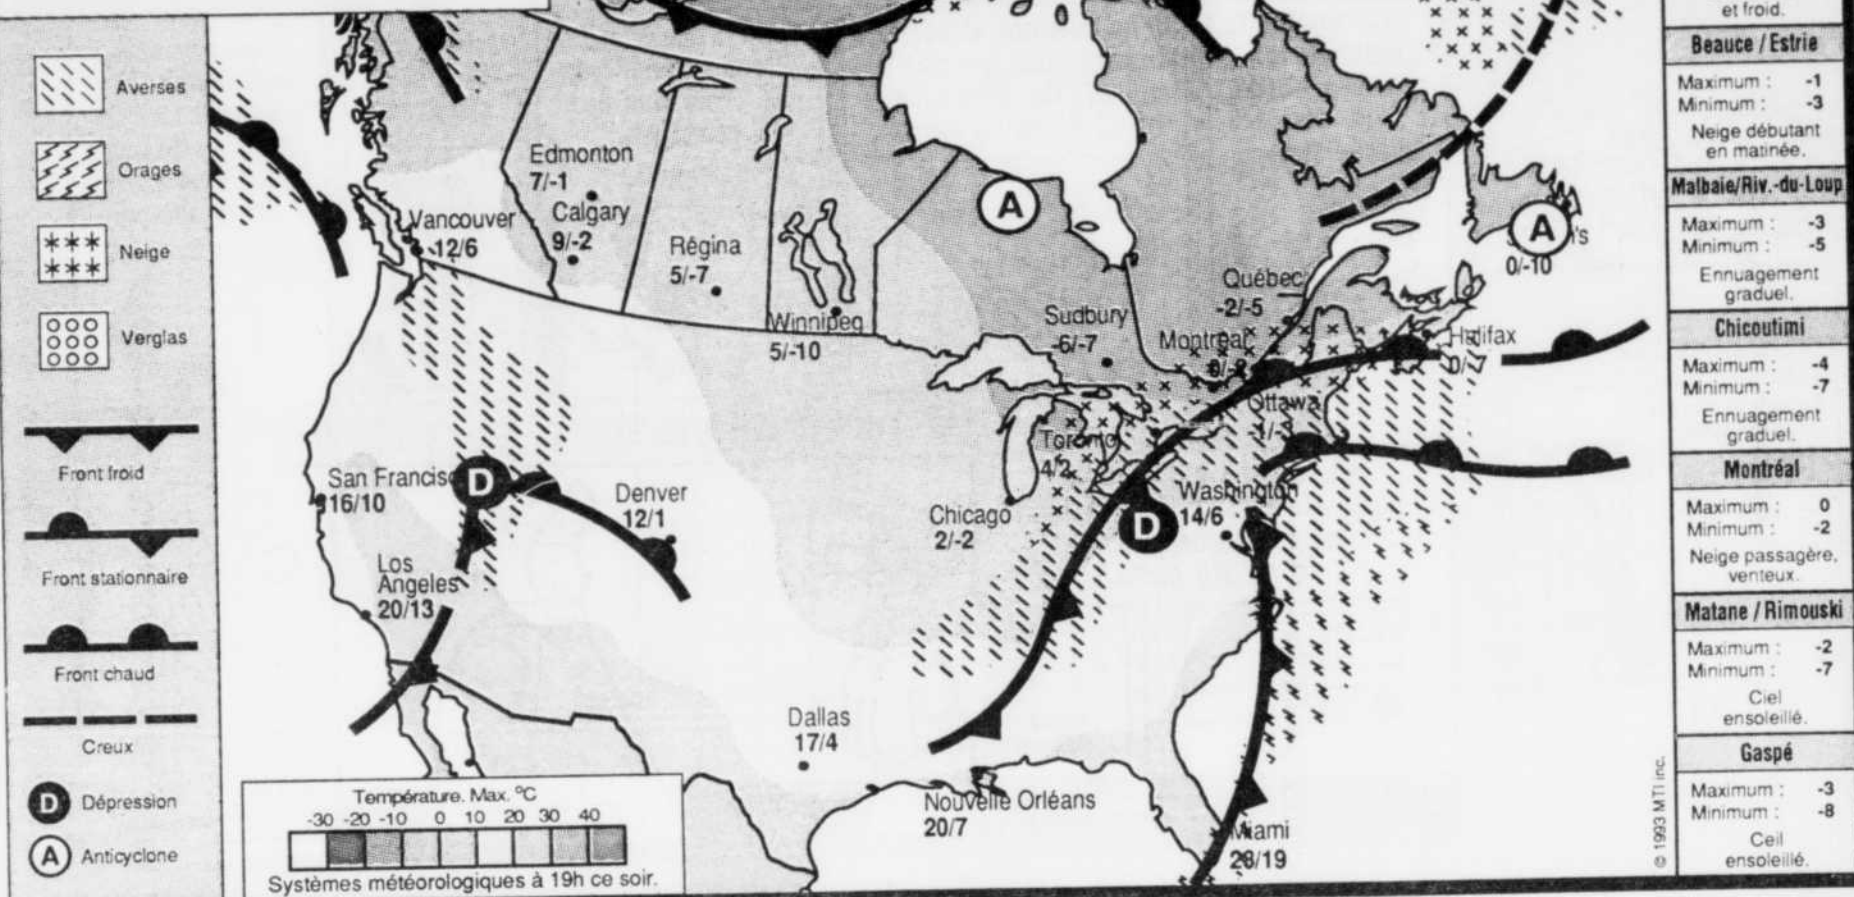 Averses
Orages
Neige
Verglas
Front froid
Front stationnaire
Front chaud
Creux
D Dépression
A Anticyclone
Edmonton
7/-1
Calgary
9/-2
Vancouver
12/6
Régina
5/-7
Winnipeg
5/-10
A
Sudbury
-6/-7
Québec
-2/-5
Montréal
A
0/-10
Halifax
Ottawa
Toronto
4/2
San Francisc
16/10
D
Denver
12/1
Chicago
2/-2
D
Washington
14/6
Los
Angeles
20/13
Dallas
17/4
Nouvelle Orléans
20/7
Miami
28/19
Température. Max. °C
-30 -20 -10 0 10 20 30 40
Systèmes météorologiques à 19h ce soir.
© 1993 MTI inc.
et froid.
Beauce / Estrie
Maximum : -1
Minimum : -3
Neige débutant
en matinée.
Malbaie/Riv.-du-Loup
Maximum : -3
Minimum : -5
Ennuagement
graduel.
Chicoutimi
Maximum : -4
Minimum : -7
Ennuagement
graduel.
Montréal
Maximum : 0
Minimum : -2
Neige passagère,
venteux.
Matane / Rimouski
Maximum : -2
Minimum : -7
Ciel
ensoleillé.
Gaspé
Maximum : -3
Minimum : -8
Ceil
ensoleillé.